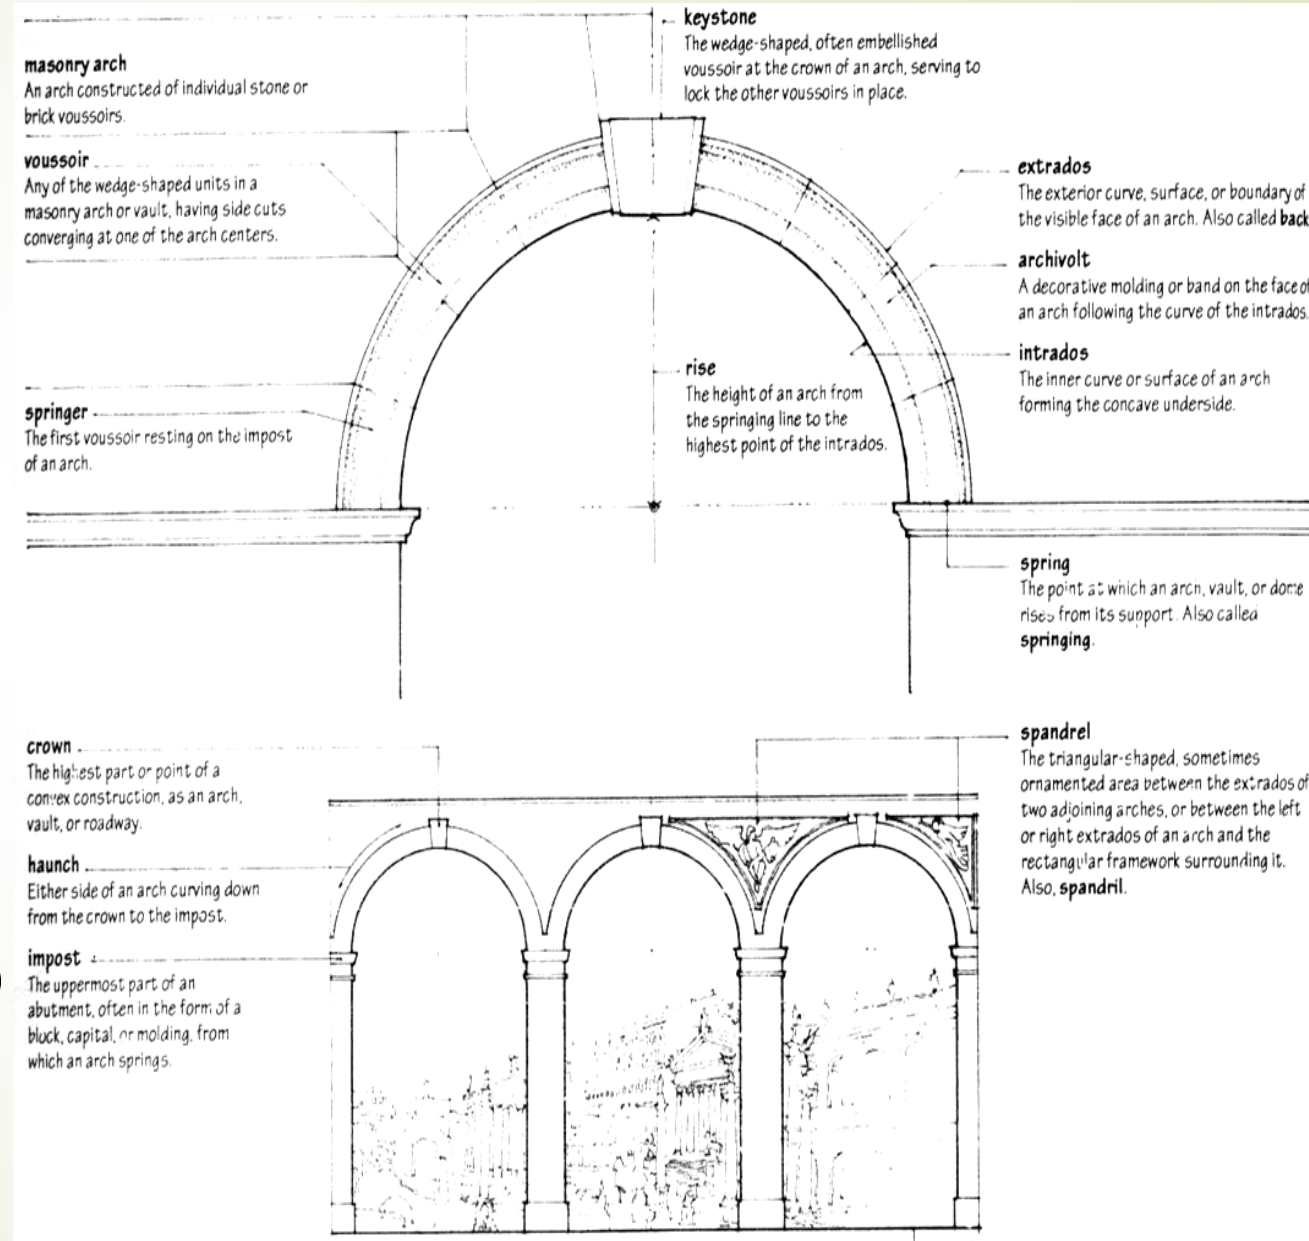 keystone
The wedge-shaped, often embellished
voussoir at the crown of an arch, serving to
lock the other voussoirs in place.
masonry arch
An arch constructed of individual stone or
brick voussoirs.
voussoir
Any of the wedge-shaped units in a
masonry arch or vault, having side cuts
converging at one of the arch centers.
extrados
The exterior curve, surface, or boundary of
the visible face of an arch. Also called back
archivolt
A decorative molding or band on the face of
an arch following the curve of the intrados.
intrados
The inner curve or surface of an arch
forming the concave underside.
rise
The height of an arch from
the springing line to the
highest point of the intrados.
springer
The first voussoir resting on the impost
of an arch.
spring
The point at which an arch, vault, or dome
rises from its support. Also called
springing.
crown
The highest part or point of a
convex construction, as an arch,
vault, or roadway.
haunch
Either side of an arch curving down
from the crown to the impost.
impost
The uppermost part of an
abutment, often in the form of a
block, capital, or molding, from
which an arch springs.
spandrel
The triangular-shaped, sometimes
ornamented area between the extrados of
two adjoining arches, or between the left
or right extrados of an arch and the
rectangular framework surrounding it.
Also, spandril.